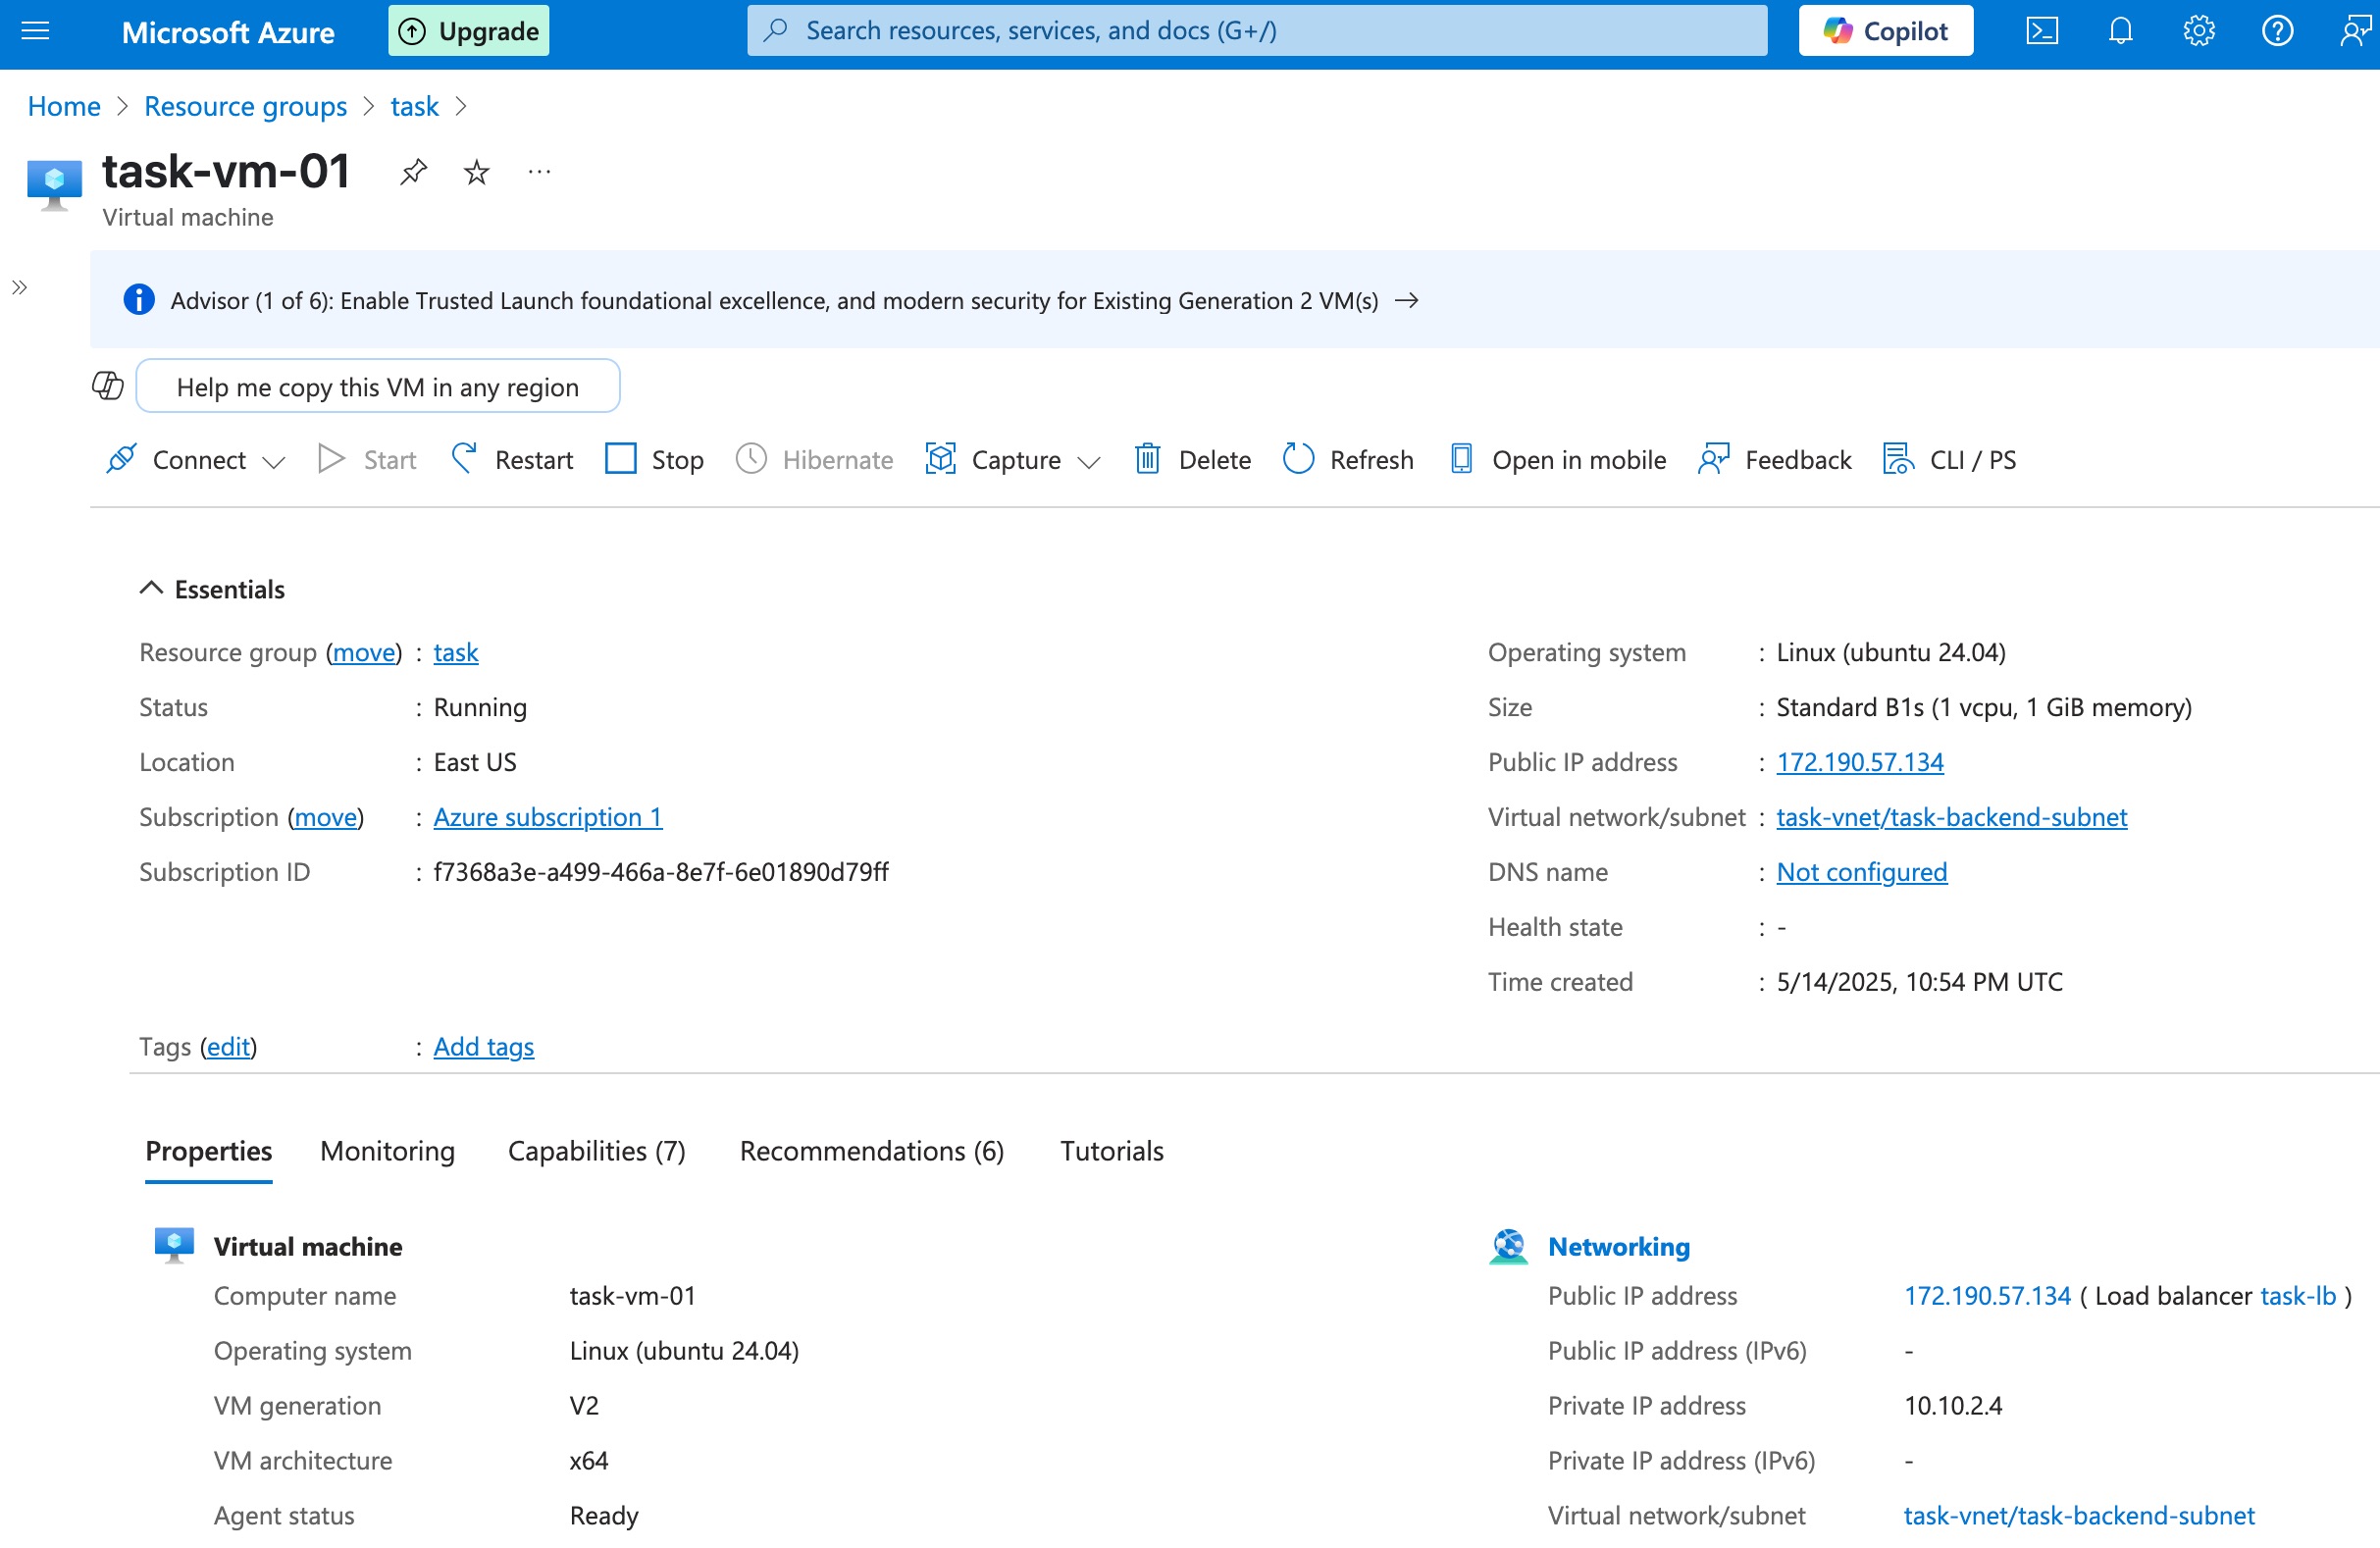 Microsoft Azure
Upgrade
Search resources, services, and docs (G+/)
Copilot
Home > Resource groups > task >
task-vm-01
Virtual machine
Advisor (1 of 6): Enable Trusted Launch foundational excellence, and modern security for Existing Generation 2 VM(s) →
Help me copy this VM in any region
Connect Start Restart Stop Hibernate Capture Delete Refresh Open in mobile Feedback CLI / PS
Essentials
Resource group (move) : task
Status : Running
Location : East US
Subscription (move) : Azure subscription 1
Subscription ID : f7368a3e-a499-466a-8e7f-6e01890d79ff
Operating system : Linux (ubuntu 24.04)
Size : Standard B1s (1 vcpu, 1 GiB memory)
Public IP address : 172.190.57.134
Virtual network/subnet : task-vnet/task-backend-subnet
DNS name : Not configured
Health state : -
Time created : 5/14/2025, 10:54 PM UTC
Tags (edit) : Add tags
Properties Monitoring Capabilities (7) Recommendations (6) Tutorials
Virtual machine
Computer name task-vm-01
Operating system Linux (ubuntu 24.04)
VM generation V2
VM architecture x64
Agent status Ready
Networking
Public IP address 172.190.57.134 ( Load balancer task-lb )
Public IP address (IPv6) -
Private IP address 10.10.2.4
Private IP address (IPv6) -
Virtual network/subnet task-vnet/task-backend-subnet